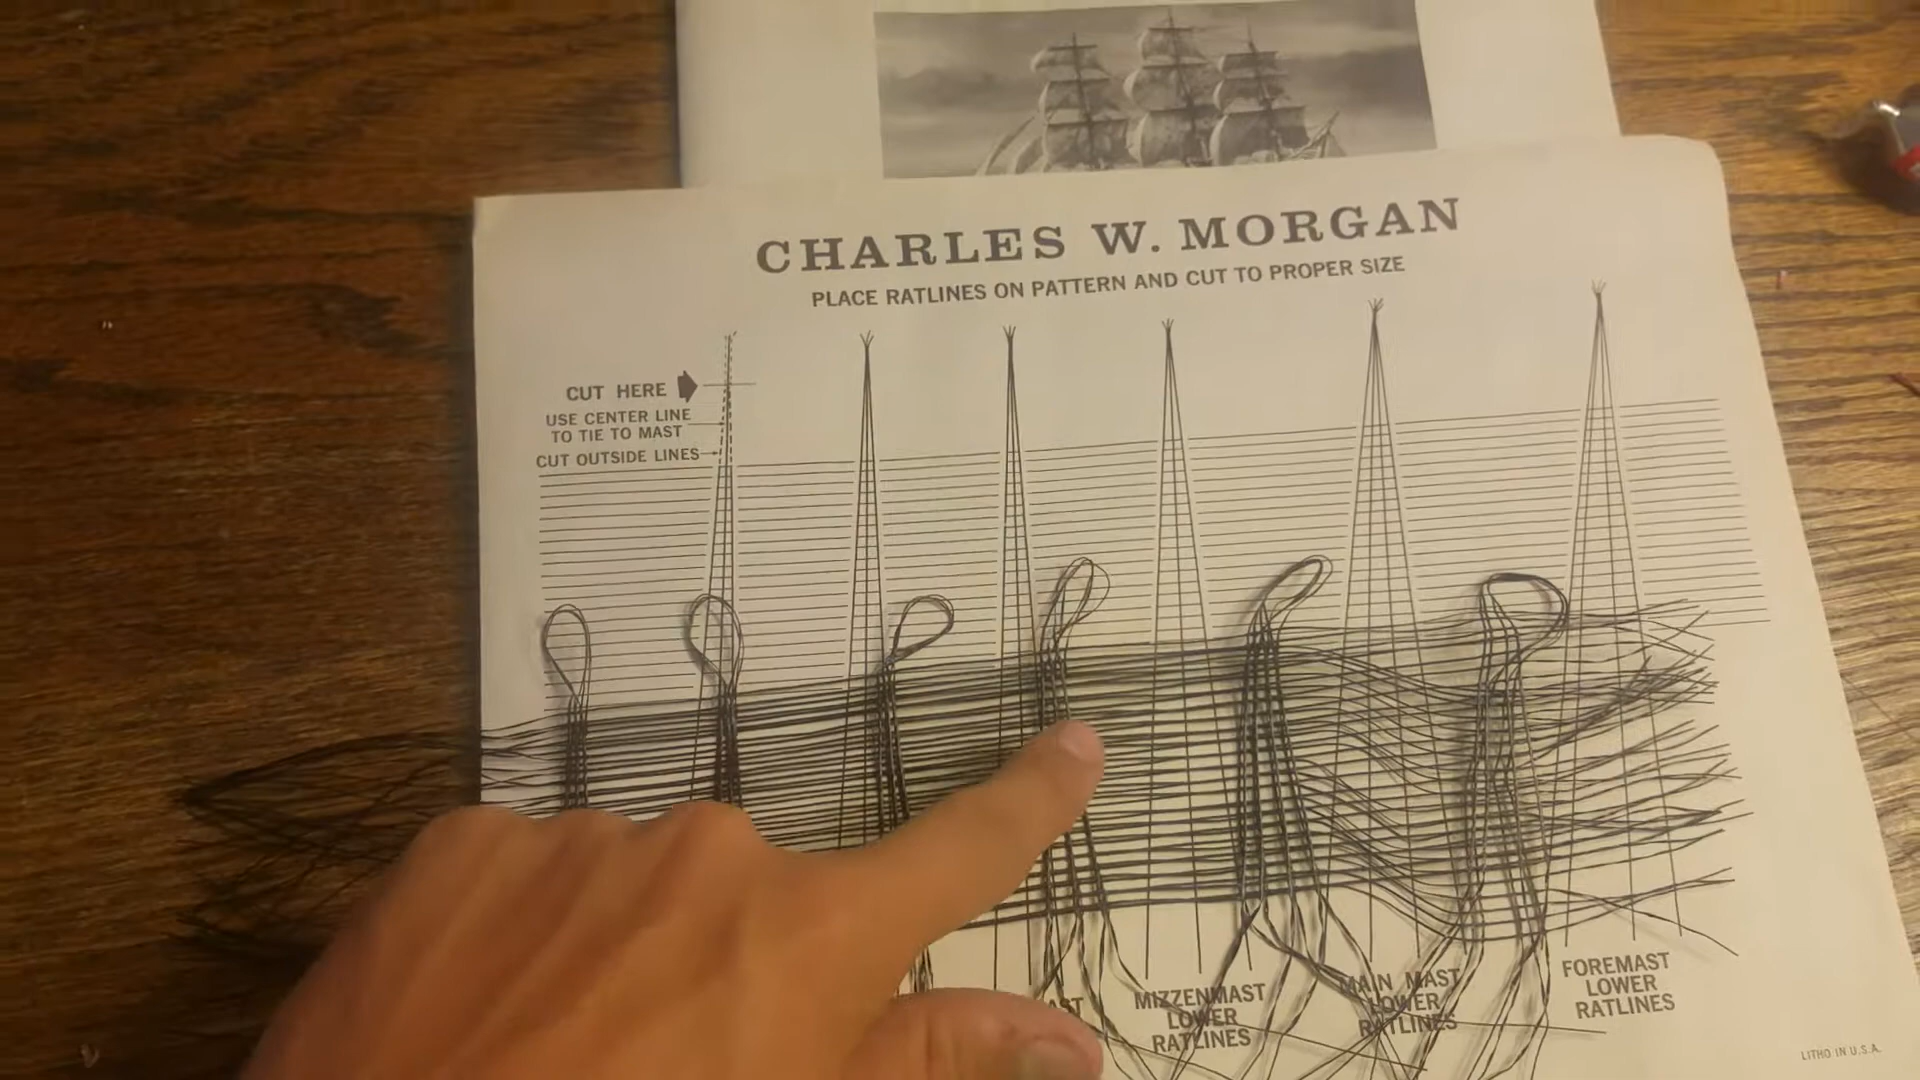 CHARLES W. MORGAN
PLACE RATLINES ON PATTERN AND CUT TO PROPER SIZE
CUT HERE
USE CENTER LINE
TO TIE TO MAST
CUT OUTSIDE LINES
MIZZENMAST
LOWER
RATLINES
MAIN MAST
LOWER
RATLINES
FOREMAST
LOWER
RATLINES
LITHO IN U.S.A.